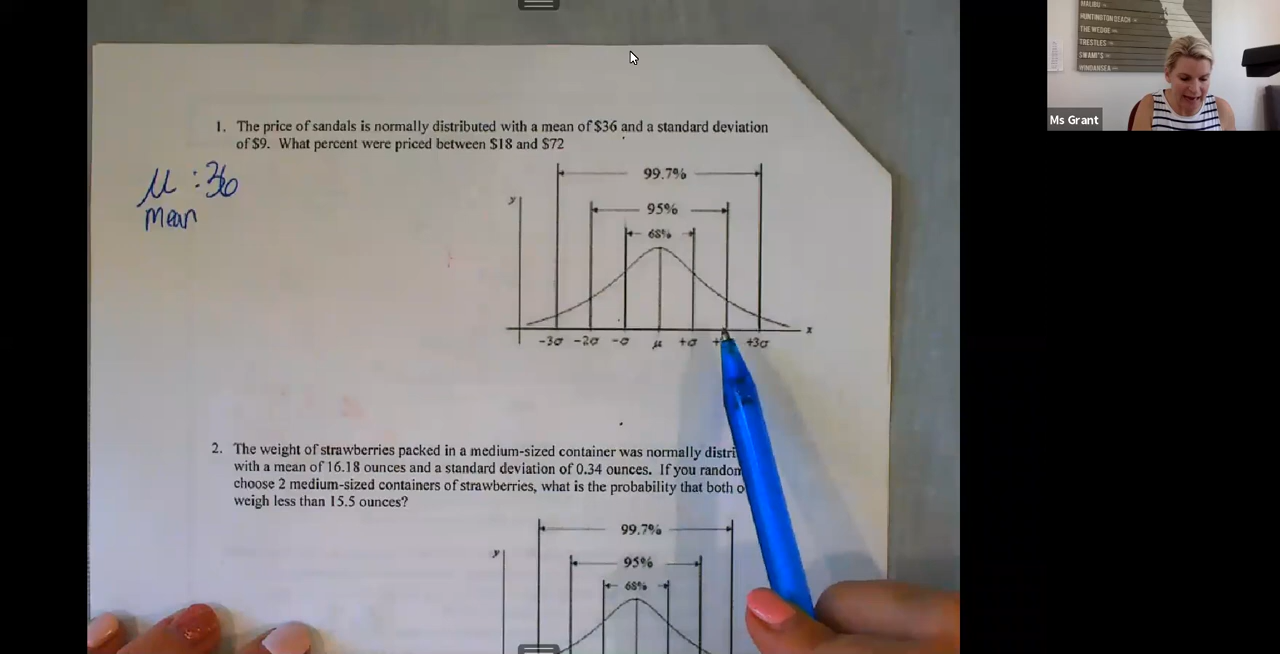 MALIBU
HUNTINGTON BEACH
THE WEDGE
TRESTLES
SWAMI'S
WINDANSEA
Ms Grant
1. The price of sandals is normally distributed with a mean of $36 and a standard deviation
of $9. What percent were priced between $18 and $72
μ : 36
mean
99.7%
y
95%
68%
x
-3σ -2σ -σ μ +σ +3σ
2. The weight of strawberries packed in a medium-sized container was normally
with a mean of 16.18 ounces and a standard deviation of 0.34 ounces. If you
choose 2 medium-sized containers of strawberries, what is the probability that both
weigh less than 15.5 ounces?
99.7%
y
95%
68%